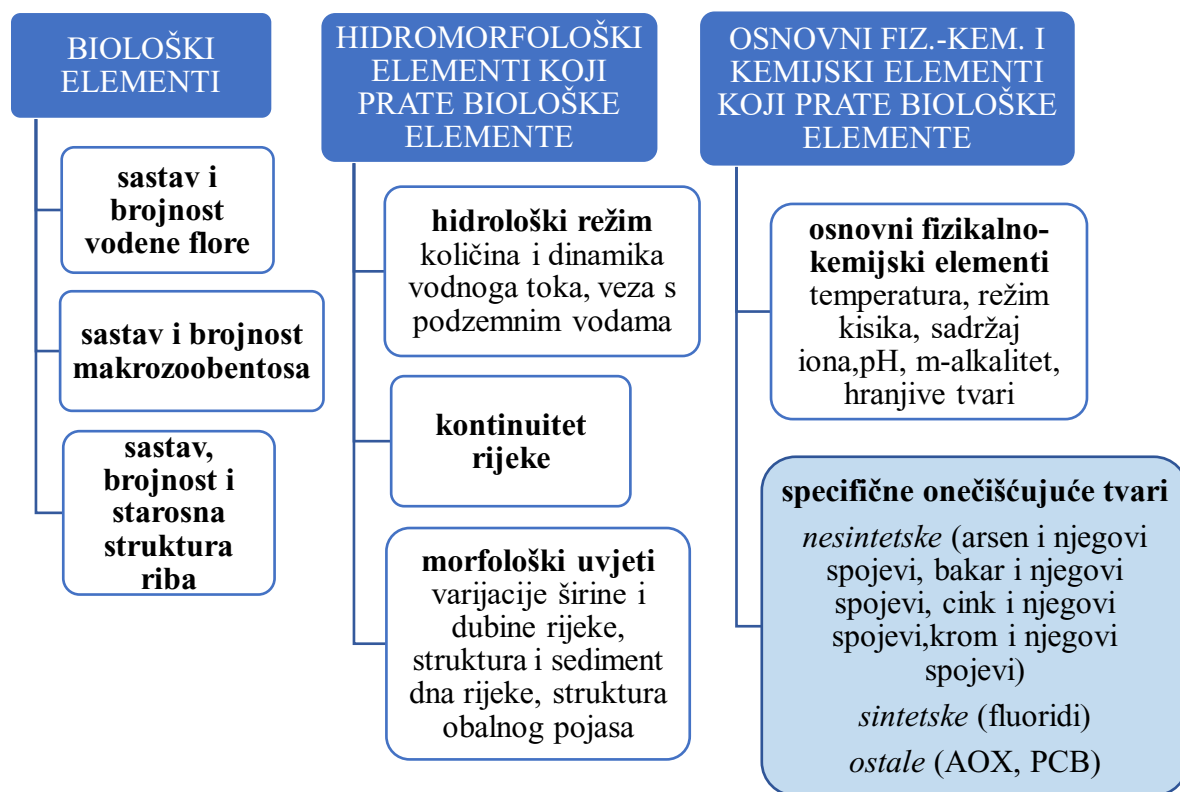 BIOLOŠKI
ELEMENTI
sastav i
brojnost
vodene flore
sastav i brojnost
makrozoobentosa
sastav,
brojnost i
starosna
struktura
riba
HIDROMORFOLOŠKI
ELEMENTI KOJI
PRATE BIOLOŠKE
ELEMENTE
hidrološki režim
količina i dinamika
vodnoga toka, veza s
podzemnim vodama
kontinuitet
rijeke
morfološki uvjeti
varijacije širine i
dubine rijeke,
struktura i sediment
dna rijeke, struktura
obalnog pojasa
OSNOVNI FIZ.-KEM. I
KEMIJSKI ELEMENTI
KOJI PRATE BIOLOŠKE
ELEMENTE
osnovni fizikalno-
kemijski elementi
temperatura, režim
kisika, sadržaj
iona,pH, m-alkalitet,
hranjive tvari
specifične onečišćujuće tvari
nesintetske (arsen i njegovi
spojevi, bakar i njegovi
spojevi, cink i njegovi
spojevi,krom i njegovi
spojevi)
sintetske (fluoridi)
ostale (AOX, PCB)